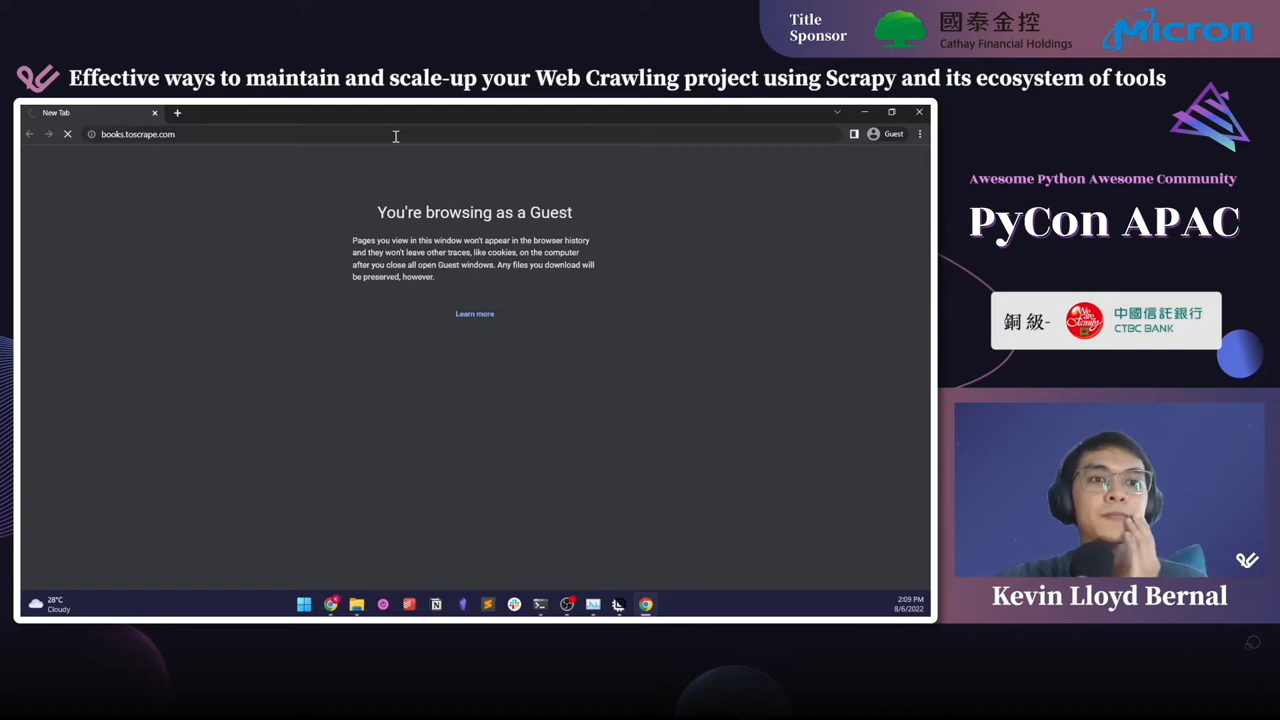 Title
Sponsor
國泰金控
Cathay Financial Holdings
Micron
Effective ways to maintain and scale-up your Web Crawling project using Scrapy and its ecosystem of tools
New Tab
books.toscrape.com
Guest
You're browsing as a Guest
Pages you view in this window won't appear in the browser history
and they won't leave other traces, like cookies, on the computer
after you close all open Guest windows. Any files you download will
be preserved, however.
Learn more
28°C
Cloudy
2:09 PM
8/6/2022
Awesome Python Awesome Community
PyCon APAC
銅級-
We are Family
中國信託銀行
CTBC BANK
Kevin Lloyd Bernal